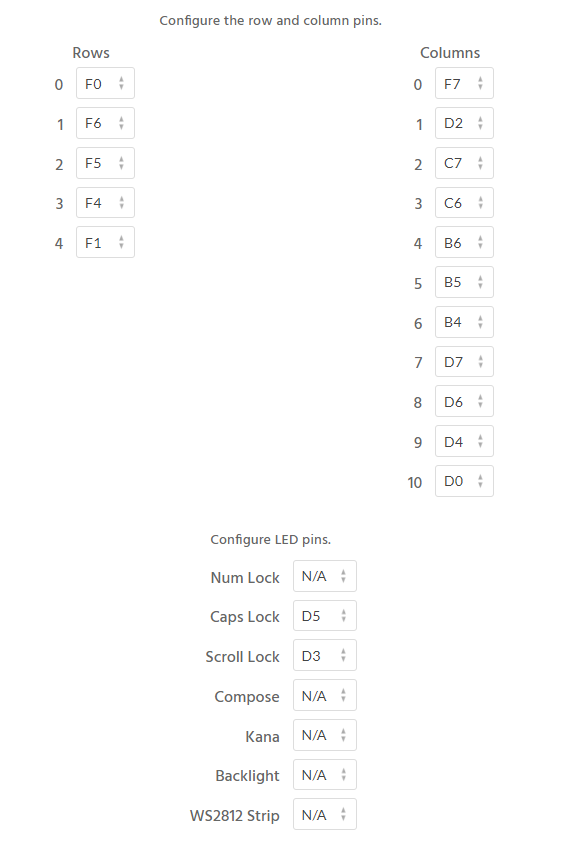 Configure the row and column pins.
Rows Columns
0 F0 0 F7
1 F6 1 D2
2 F5 2 C7
3 F4 3 C6
4 F1 4 B6
5 B5
6 B4
7 D7
8 D6
9 D4
10 D0
Configure LED pins.
Num Lock N/A
Caps Lock D5
Scroll Lock D3
Compose N/A
Kana N/A
Backlight N/A
WS2812 Strip N/A